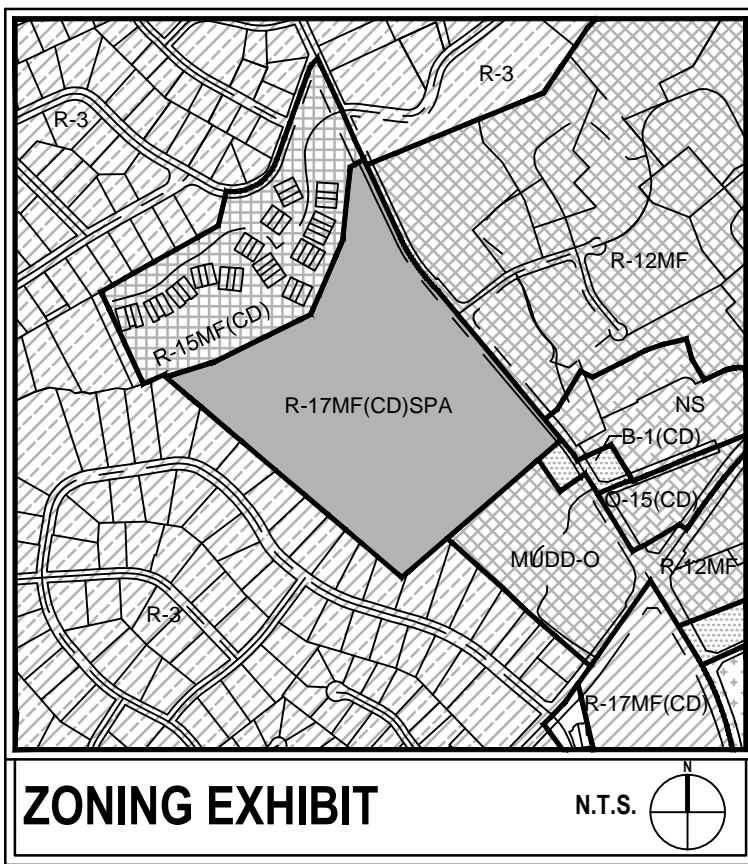 R-3
R-3
R-12MF
R-15MF(CD)
R-17MF(CD)SPA
NS
B-1(CD)
O-15(CD)
MUDD-O
R-12MF
R-3
R-17MF(CD)
ZONING EXHIBIT
N.T.S.
N